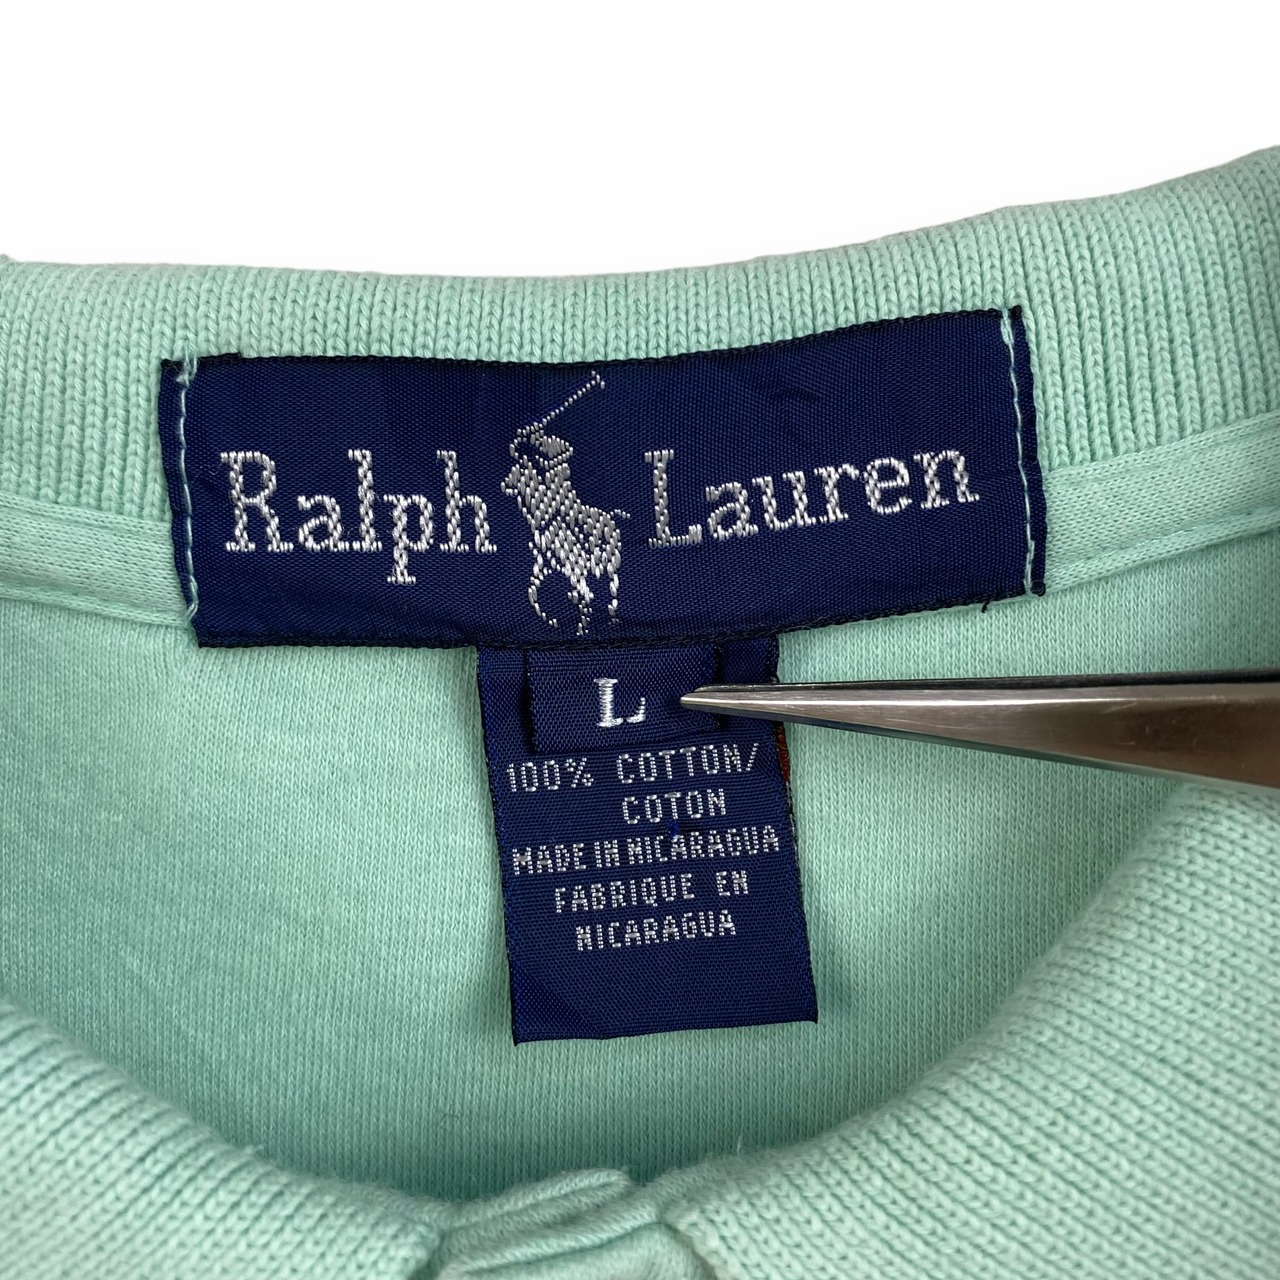 Ralph Lauren
L
100% COTTON/
COTON
MADE IN NICARAGUA
FABRIQUE EN
NICARAGUA